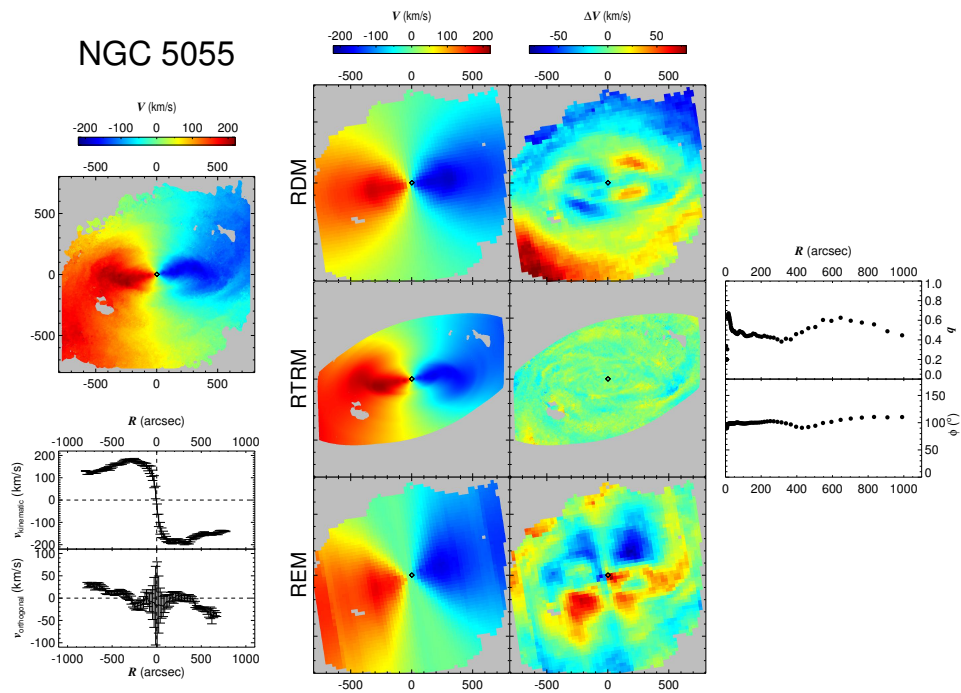 NGC 5055
V (km/s)
-200 -100 0 100 200
-500 0 500
500
0
-500
-500 0 500
R (arcsec)
-1000 -500 0 500 1000
200
100
0
-100
-200
v_kinematic (km/s)
100
50
0
-50
-100
v_orthogonal (km/s)
-1000 -500 0 500 1000
R (arcsec)
V (km/s)
-200 -100 0 100 200
-500 0 500
ΔV (km/s)
-50 0 50
-500 0 500
RDM
RTRM
REM
-500 0 500
-500 0 500
R (arcsec)
0 200 400 600 800 1000
1.0
0.8
0.6
0.4
0.2
0.0
q
150
100
50
0
ϕ (°)
0 200 400 600 800 1000